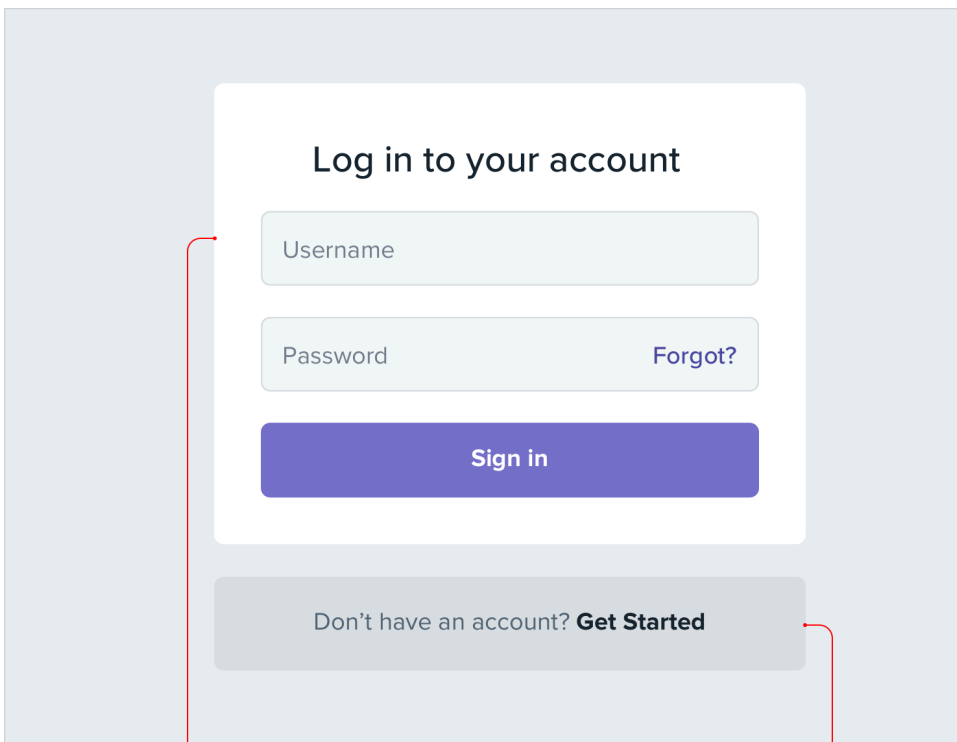 Log in to your account
Username
Password Forgot?
Sign in
Don’t have an account? Get Started